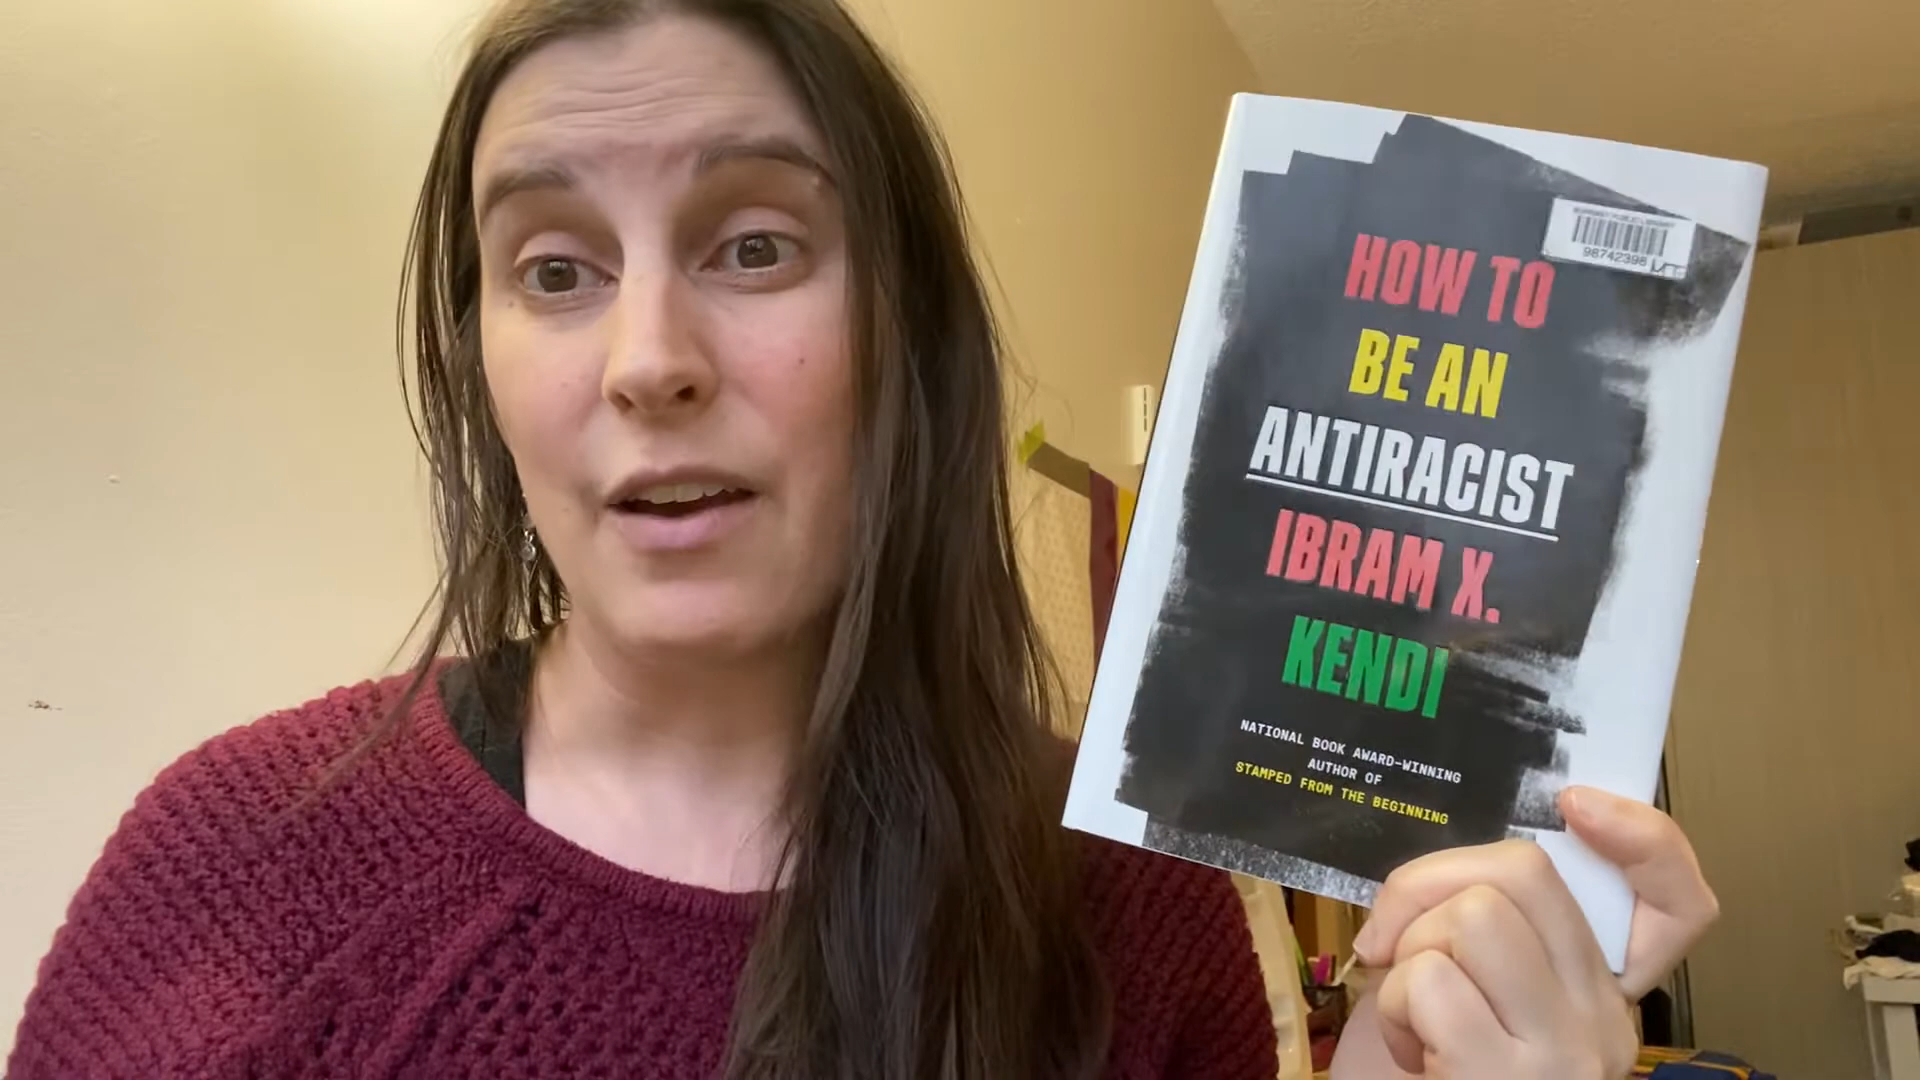 98742398
HOW TO
BE AN
ANTIRACIST
IBRAM X.
KENDI
NATIONAL BOOK AWARD-WINNING
AUTHOR OF
STAMPED FROM THE BEGINNING